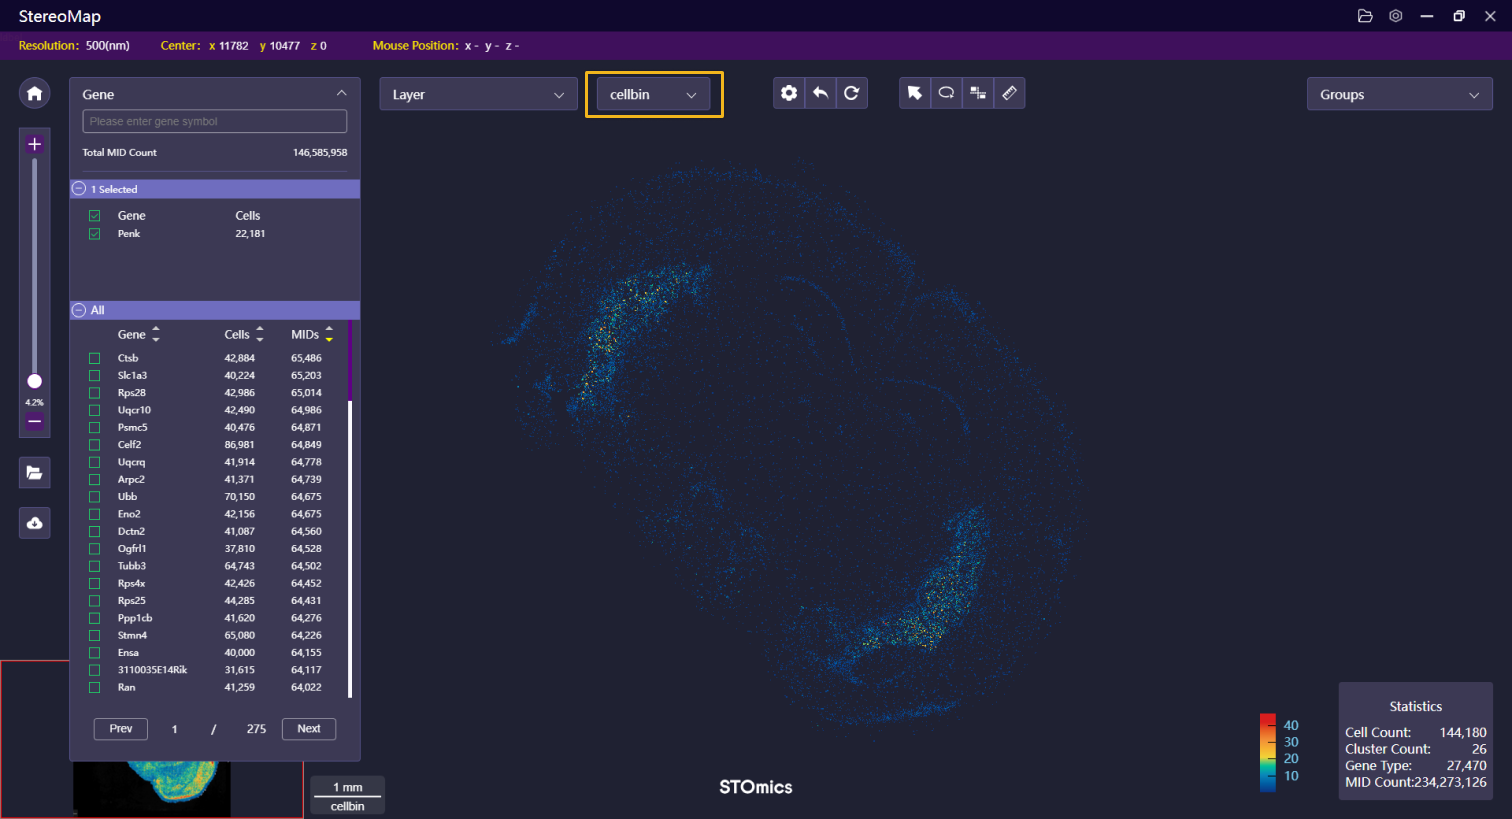 StereoMap
Resolution: 500(nm) Center: x 11782 y 10477 z 0 Mouse Position: x - y - z -
Gene
Please enter gene symbol
Total MID Count 146,585,958
1 Selected
Gene Cells
Penk 22,181
All
Gene Cells MIDs
Ctsb 42,884 65,486
Slc1a3 40,224 65,203
Rps28 42,986 65,014
Uqcr10 42,490 64,986
Psmc5 40,476 64,871
Celf2 86,981 64,849
Uqcrq 41,914 64,778
Arpc2 41,371 64,739
Ubb 70,150 64,675
Eno2 42,156 64,675
Dctn2 41,087 64,560
Ogfrl1 37,810 64,528
Tubb3 64,743 64,502
Rps4x 42,426 64,452
Rps25 44,285 64,431
Ppp1cb 41,620 64,276
Stmn4 65,080 64,226
Ensa 40,000 64,155
3110035E14Rik 31,615 64,117
Ran 41,259 64,022
Prev 1 / 275 Next
4.2%
Layer
cellbin
Groups
1 mm
cellbin
STOmics
40
30
20
10
Statistics
Cell Count: 144,180
Cluster Count: 26
Gene Type: 27,470
MID Count:234,273,126